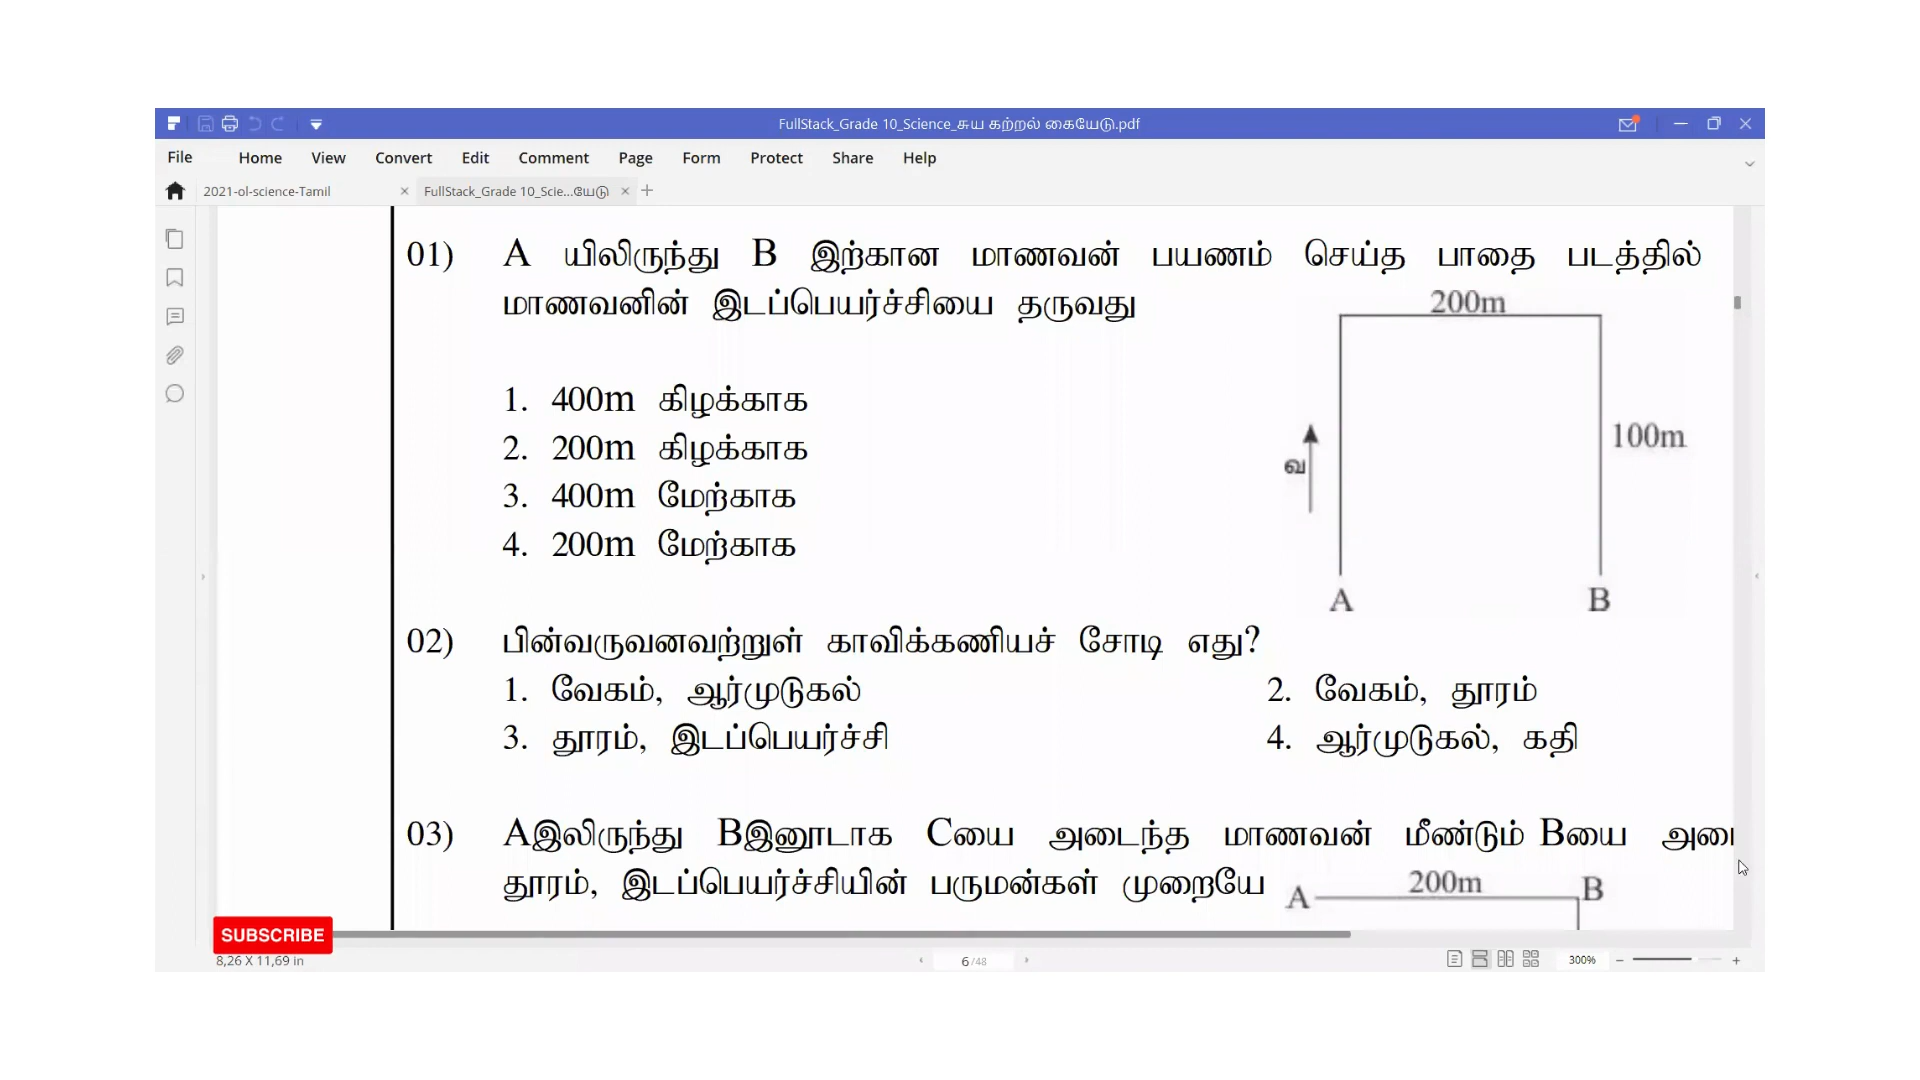 FullStack_Grade 10_Science_சுய கற்றல் கையேடு.pdf
File Home View Convert Edit Comment Page Form Protect Share Help
2021-ol-science-Tamil × FullStack_Grade 10_Scie...யேடு × +
01) A யிலிருந்து B இற்கான மாணவன் பயணம் செய்த பாதை படத்தில்
மாணவனின் இடப்பெயர்ச்சியை தருவது
200m
1. 400m கிழக்காக
2. 200m கிழக்காக
3. 400m மேற்காக
4. 200m மேற்காக
100m
வ
A B
02) பின்வருவனவற்றுள் காவிக்கணியச் சோடி எது?
1. வேகம், ஆர்முடுகல் 2. வேகம், தூரம்
3. தூரம், இடப்பெயர்ச்சி 4. ஆர்முடுகல், கதி
03) Aஇலிருந்து Bஇனூடாக Cயை அடைந்த மாணவன் மீண்டும் Bயை
தூரம், இடப்பெயர்ச்சியின் பருமன்கள் முறையே
A 200m B
SUBSCRIBE
8,26 X 11,69 in 6 /48 300%